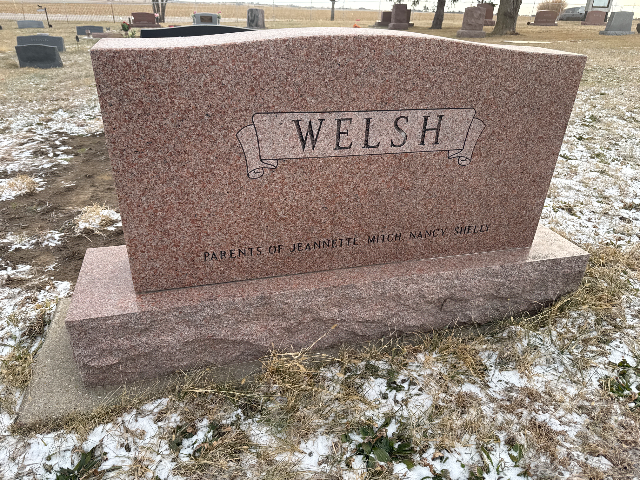 WELSH
PARENTS OF JEANNETTE, MITCH, NANCY, SHELLY